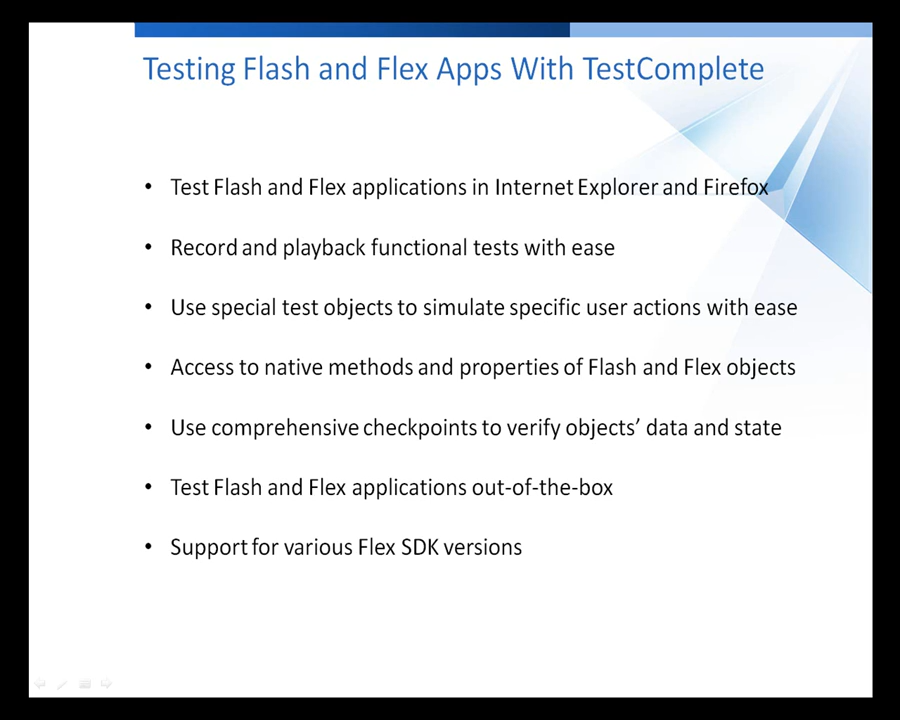 Testing Flash and Flex Apps With TestComplete
• Test Flash and Flex applications in Internet Explorer and Firefox
• Record and playback functional tests with ease
• Use special test objects to simulate specific user actions with ease
• Access to native methods and properties of Flash and Flex objects
• Use comprehensive checkpoints to verify objects’ data and state
• Test Flash and Flex applications out-of-the-box
• Support for various Flex SDK versions